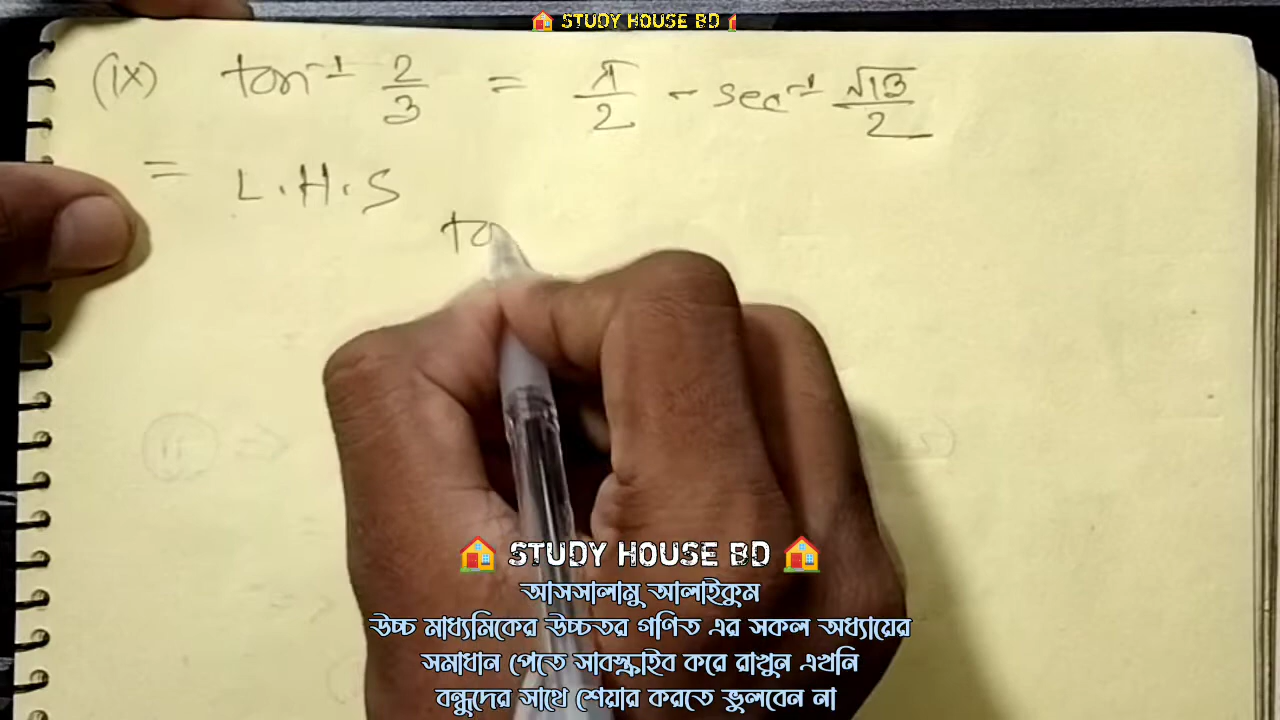 🏠 STUDY HOUSE BD
(ix) tan⁻¹ 2/3 = π/2 - sec⁻¹ √13/2
= L.H.S
ta
🏠 STUDY HOUSE BD 🏠
আসসালামু আলাইকুম
উচ্চ মাধ্যমিকের উচ্চতর গণিত এর সকল অধ্যায়ের
সমাধান পেতে সাবস্ক্রাইব করে রাখুন এখনি
বন্ধুদের সাথে শেয়ার করতে ভুলবেন না